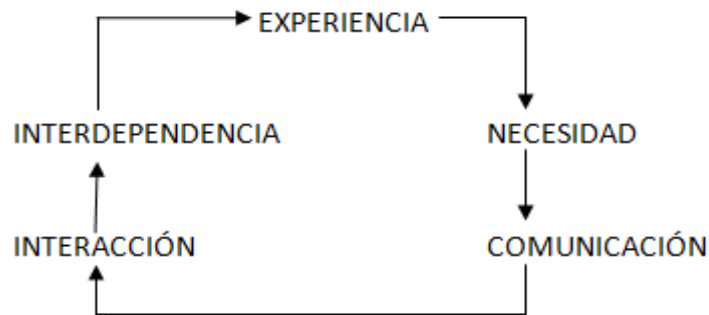 EXPERIENCIA
INTERDEPENDENCIA NECESIDAD
INTERACCIÓN COMUNICACIÓN